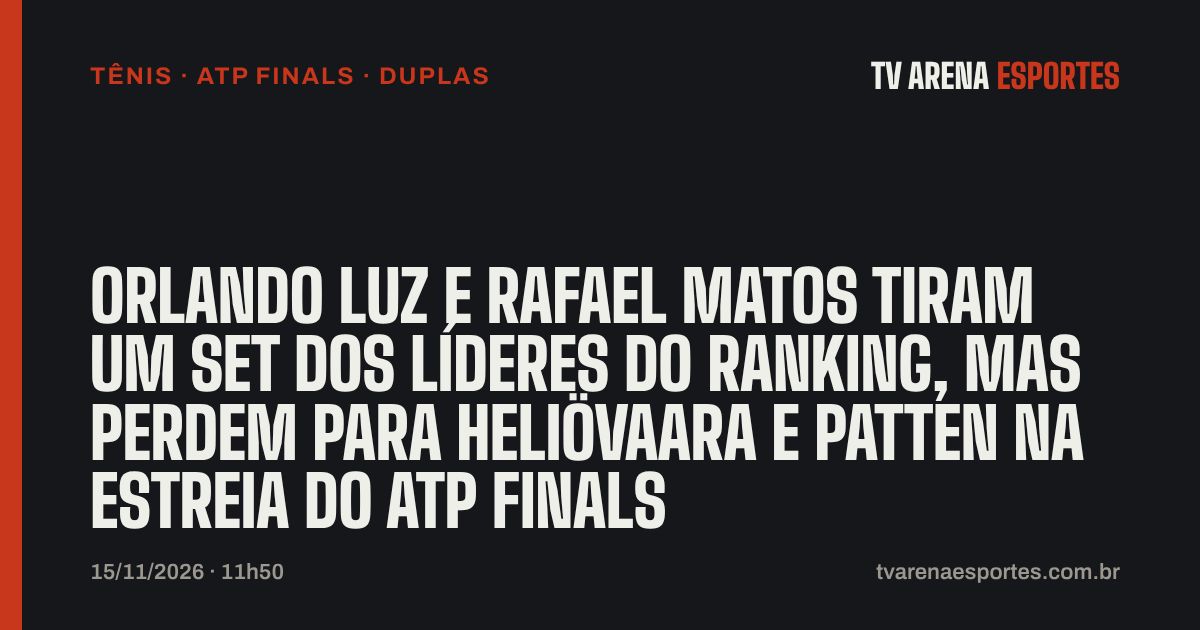 TÊNIS · ATP FINALS · DUPLAS
TV ARENA ESPORTES
ORLANDO LUZ E RAFAEL MATOS TIRAM
UM SET DOS LÍDERES DO RANKING, MAS
PERDEM PARA HELIÖVAARA E PATTEN NA
ESTREIA DO ATP FINALS
15/11/2026 · 11h50
tvarenaesportes.com.br